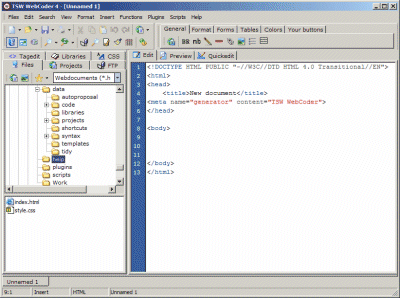 TSW WebCoder 4 - [Unnamed 1]
File Edit Search View Format Insert Functions Plugins Scripts Help
General Format Forms Tables Colors Your buttons
BR nb
Tagedit Libraries CSS
Files Projects FTP
Edit Preview Quickedit
Webdocuments (*.h
data
autoproposal
code
libraries
projects
shortcuts
syntax
templates
tidy
help
plugins
scripts
Work
index.html
style.css
1 <!DOCTYPE HTML PUBLIC "-//W3C//DTD HTML 4.0 Transitional//EN">
2 <html>
3 <head>
4 <title>New document</title>
5 <meta name="generator" content="TSW WebCoder">
6 </head>
7
8 <body>
9
10
11
12 </body>
13 </html>
Unnamed 1
9:1 Insert HTML Unnamed 1